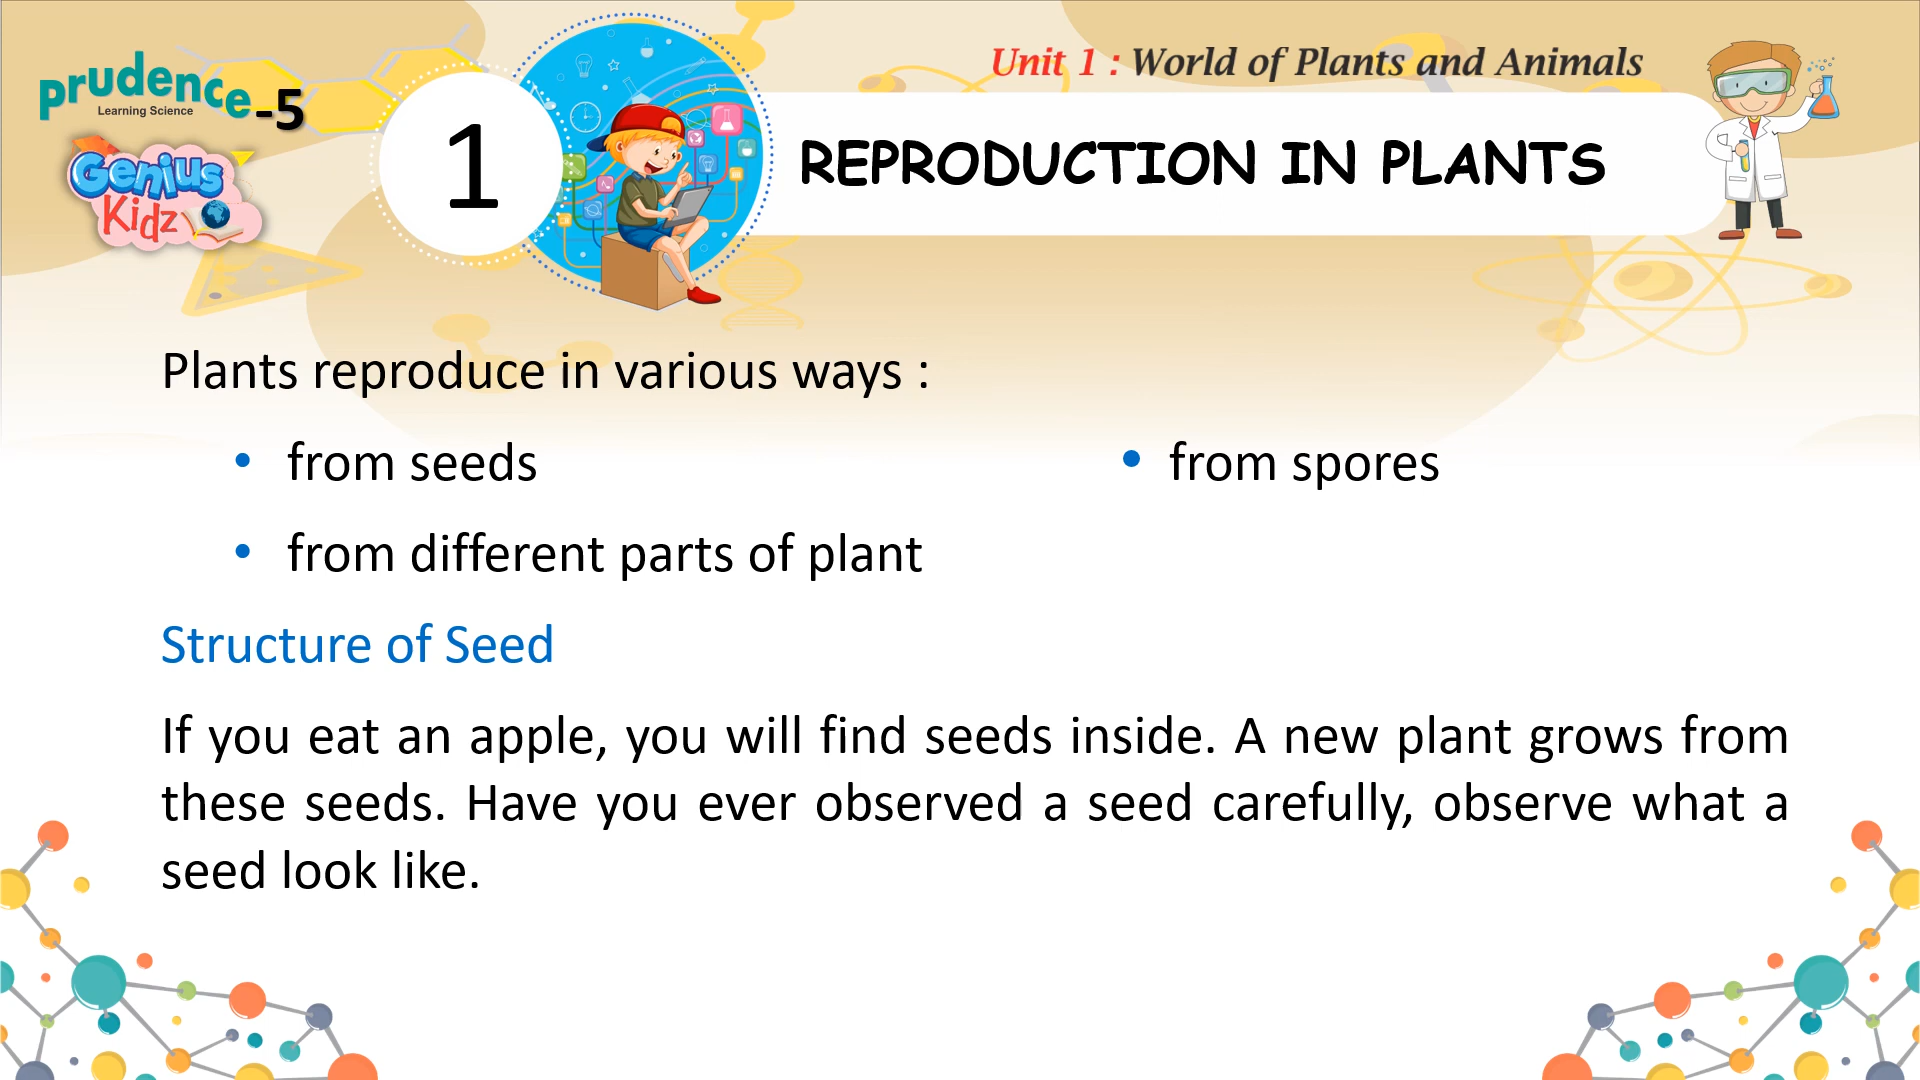 prudence-5
Learning Science
Genius
Kidz
1
Unit 1 : World of Plants and Animals
REPRODUCTION IN PLANTS
Plants reproduce in various ways :
• from seeds
• from spores
• from different parts of plant
Structure of Seed
If you eat an apple, you will find seeds inside. A new plant grows from
these seeds. Have you ever observed a seed carefully, observe what a
seed look like.